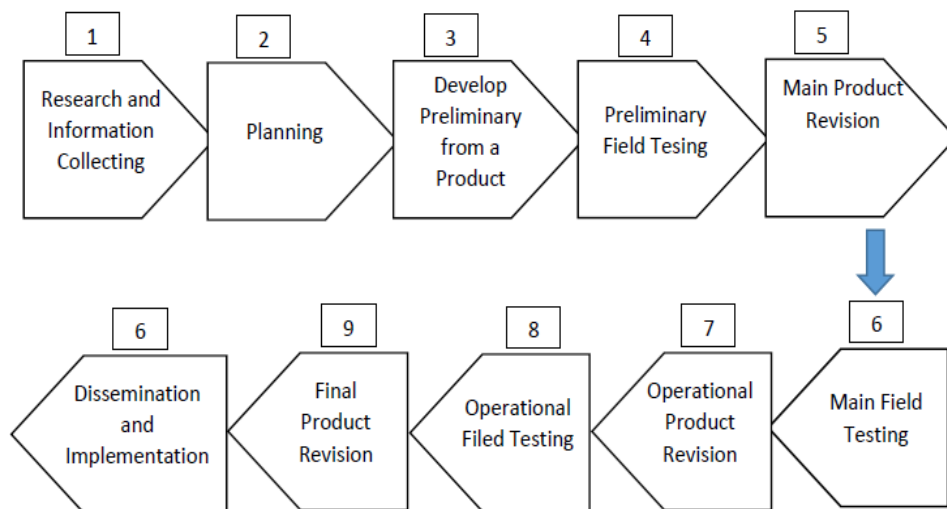 1
Research and
Information
Collecting
2
Planning
3
Develop
Preliminary
from a
Product
4
Preliminary
Field Tesing
5
Main Product
Revision
6
Main Field
Testing
7
Operational
Product
Revision
8
Operational
Filed Testing
9
Final
Product
Revision
6
Dissemination
and
Implementation